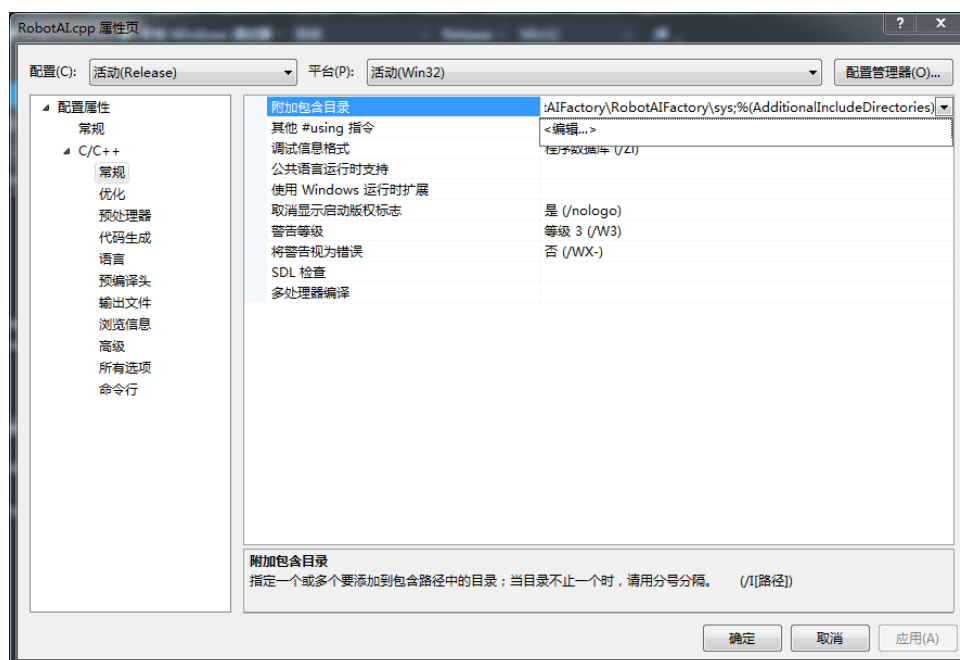 RobotAI.cpp 属性页
配置(C): 活动(Release) 平台(P): 活动(Win32) 配置管理器(O)...
配置属性
常规
C/C++
常规
优化
预处理器
代码生成
语言
预编译头
输出文件
浏览信息
高级
所有选项
命令行
附加包含目录 :AIFactory\RobotAIFactory\sys;%(AdditionalIncludeDirectories)
其他 #using 指令 <编辑...>
调试信息格式 程序数据库 (/ZI)
公共语言运行时支持
使用 Windows 运行时扩展
取消显示启动版权标志 是 (/nologo)
警告等级 等级 3 (/W3)
将警告视为错误 否 (/WX-)
SDL 检查
多处理器编译
附加包含目录
指定一个或多个要添加到包含路径中的目录；当目录不止一个时，请用分号分隔。 (/I[路径])
确定 取消 应用(A)